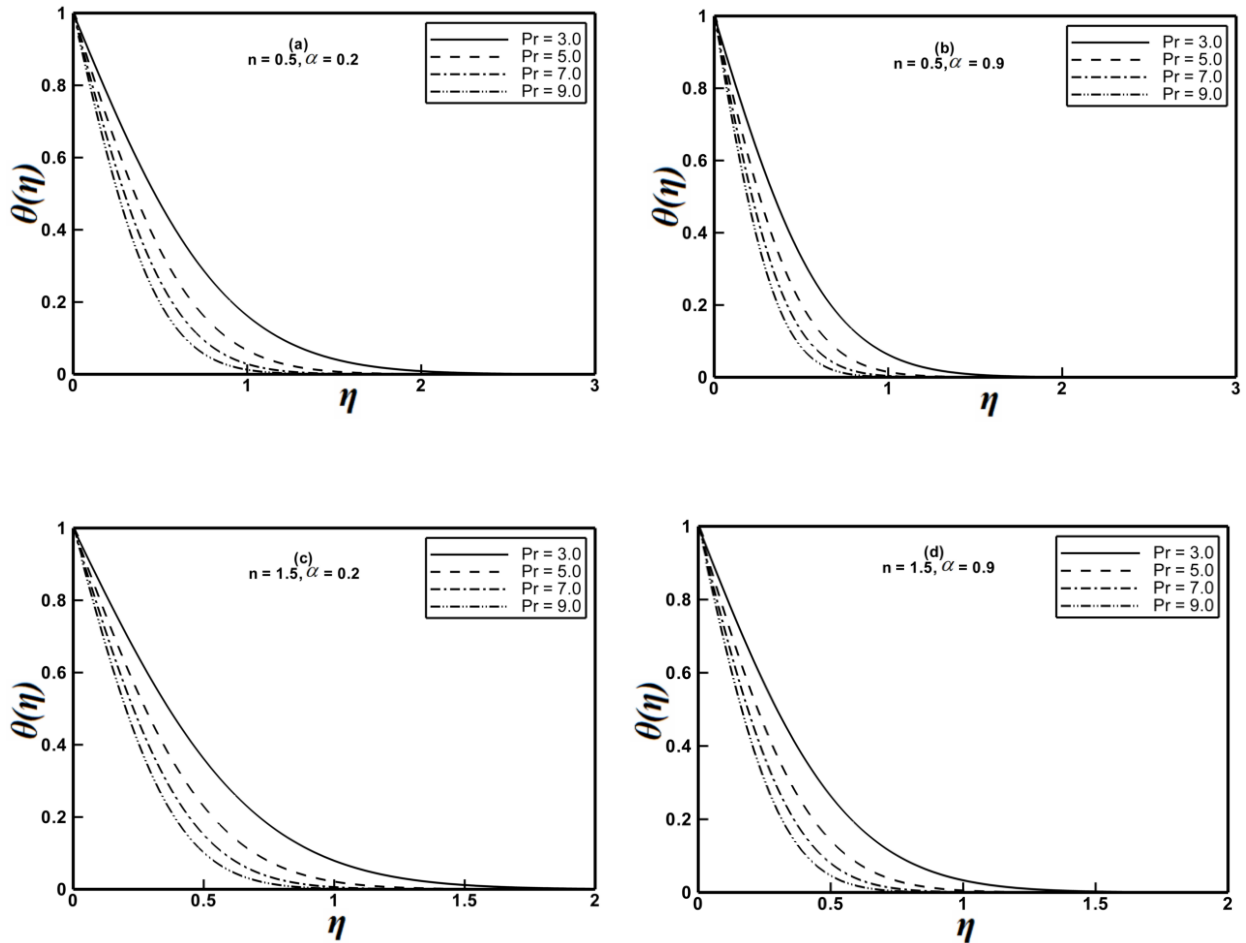 (a)
n = 0.5, α = 0.2
Pr = 3.0
Pr = 5.0
Pr = 7.0
Pr = 9.0
1
0.8
0.6
0.4
0.2
0
θ(η)
0 1 2 3
η
(b)
n = 0.5, α = 0.9
Pr = 3.0
Pr = 5.0
Pr = 7.0
Pr = 9.0
1
0.8
0.6
0.4
0.2
0
θ(η)
0 1 2 3
η
(c)
n = 1.5, α = 0.2
Pr = 3.0
Pr = 5.0
Pr = 7.0
Pr = 9.0
1
0.8
0.6
0.4
0.2
0
θ(η)
0 0.5 1 1.5 2
η
(d)
n = 1.5, α = 0.9
Pr = 3.0
Pr = 5.0
Pr = 7.0
Pr = 9.0
1
0.8
0.6
0.4
0.2
0
θ(η)
0 0.5 1 1.5 2
η